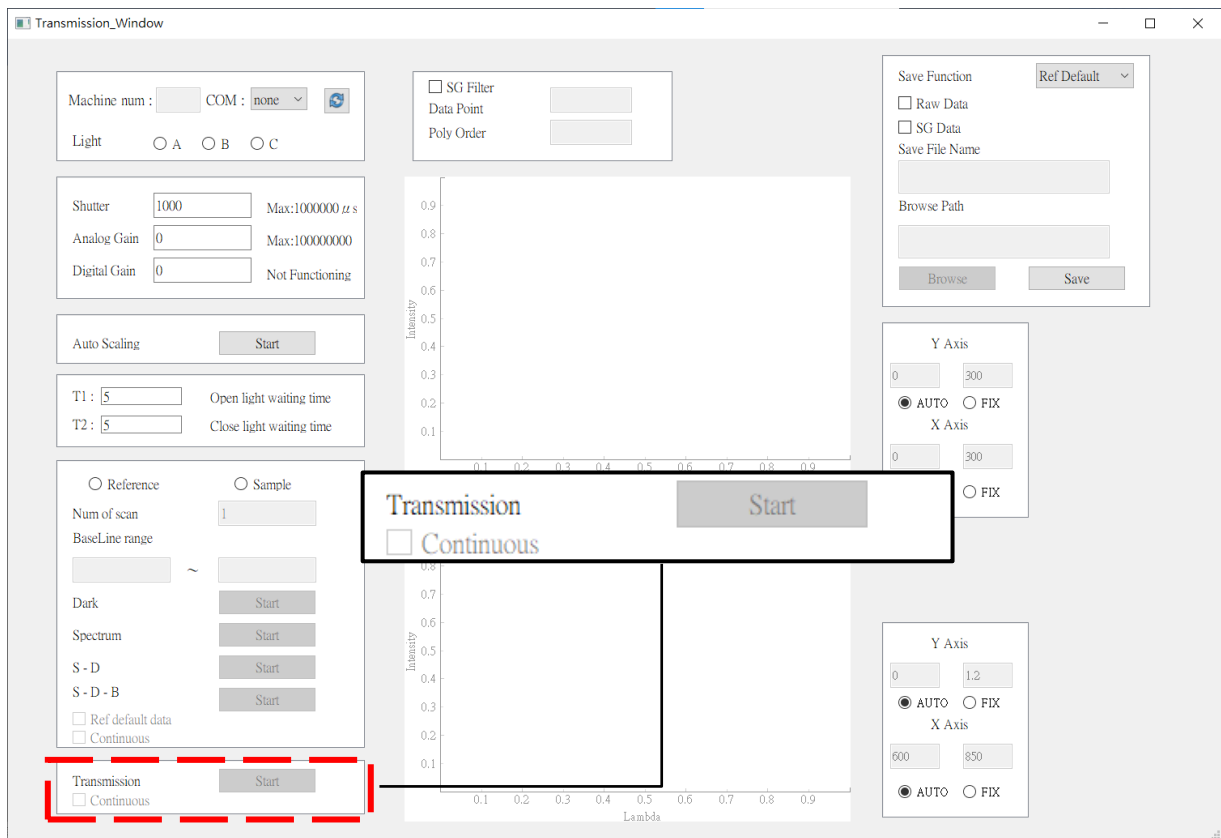 Transmission_Window
Machine num : COM : none
Light A B C
Shutter 1000 Max:1000000 μs
Analog Gain 0 Max:100000000
Digital Gain 0 Not Functioning
Auto Scaling Start
T1 : 5 Open light waiting time
T2 : 5 Close light waiting time
Reference Sample
Num of scan 1
BaseLine range
~
Dark Start
Spectrum Start
S - D Start
S - D - B Start
Ref default data
Continuous
Transmission Start
Continuous
SG Filter
Data Point
Poly Order
0.9
0.8
0.7
0.6
Intensity
0.5
0.4
0.3
0.2
0.1
0.1 0.2 0.3 0.4 0.5 0.6 0.7 0.8 0.9
Transmission Start
Continuous
0.8
0.7
0.6
Intensity
0.5
0.4
0.3
0.2
0.1
0.1 0.2 0.3 0.4 0.5 0.6 0.7 0.8 0.9
Lambda
Save Function Ref Default
Raw Data
SG Data
Save File Name
Browse Path
Browse Save
Y Axis
0 300
AUTO FIX
X Axis
0 300
FIX
Y Axis
0 1.2
AUTO FIX
X Axis
600 850
AUTO FIX